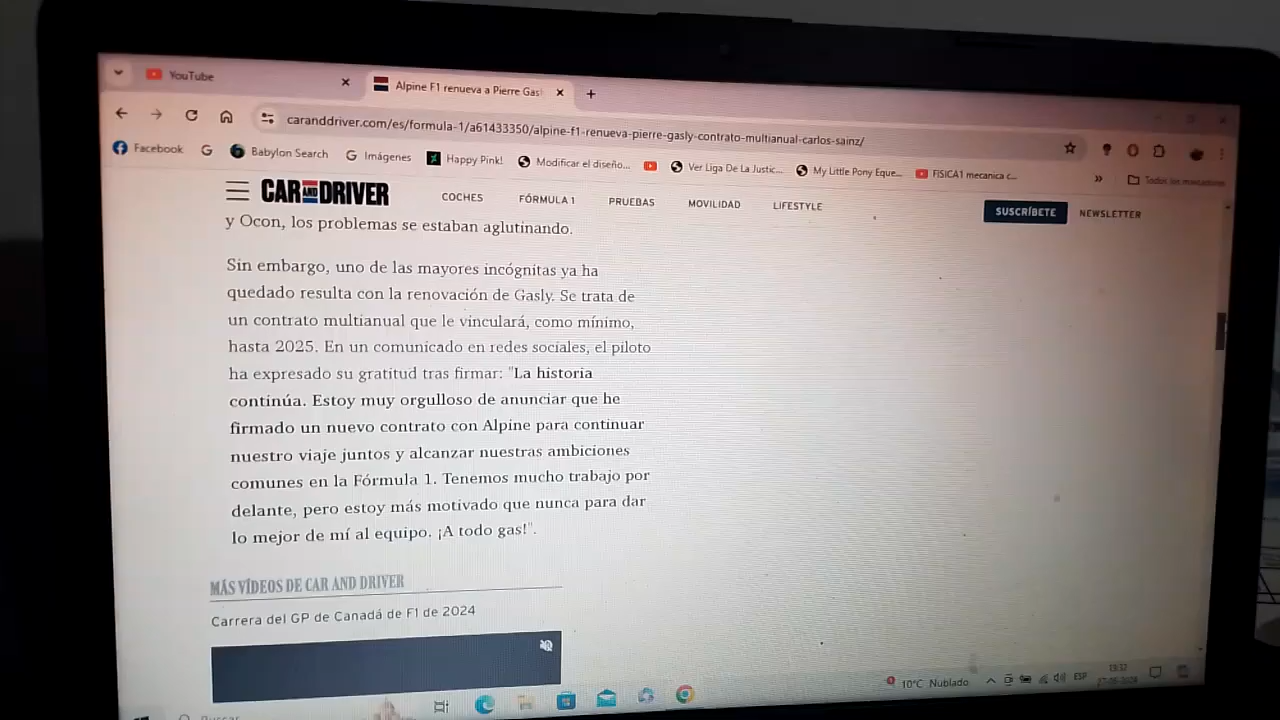 YouTube
Alpine F1 renueva a Pierre Gas
caranddriver.com/es/formula-1/a61433350/alpine-f1-renueva-pierre-gasly-contrato-multianual-carlos-sainz/
Facebook G Babylon Search G Imágenes Happy Pink! Modificar el diseño... Ver Liga De La Justic... My Little Pony Eque... FISICA1 mecanica c... » Todos los marcadores
CAR AND DRIVER COCHES FÓRMULA 1 PRUEBAS MOVILIDAD LIFESTYLE SUSCRÍBETE NEWSLETTER
y Ocon, los problemas se estaban aglutinando.
Sin embargo, uno de las mayores incógnitas ya ha
quedado resulta con la renovación de Gasly. Se trata de
un contrato multianual que le vinculará, como mínimo,
hasta 2025. En un comunicado en redes sociales, el piloto
ha expresado su gratitud tras firmar: "La historia
continúa. Estoy muy orgulloso de anunciar que he
firmado un nuevo contrato con Alpine para continuar
nuestro viaje juntos y alcanzar nuestras ambiciones
comunes en la Fórmula 1. Tenemos mucho trabajo por
delante, pero estoy más motivado que nunca para dar
lo mejor de mí al equipo. ¡A todo gas!".
MÁS VÍDEOS DE CAR AND DRIVER
Carrera del GP de Canadá de F1 de 2024
10°C Nublado ESP